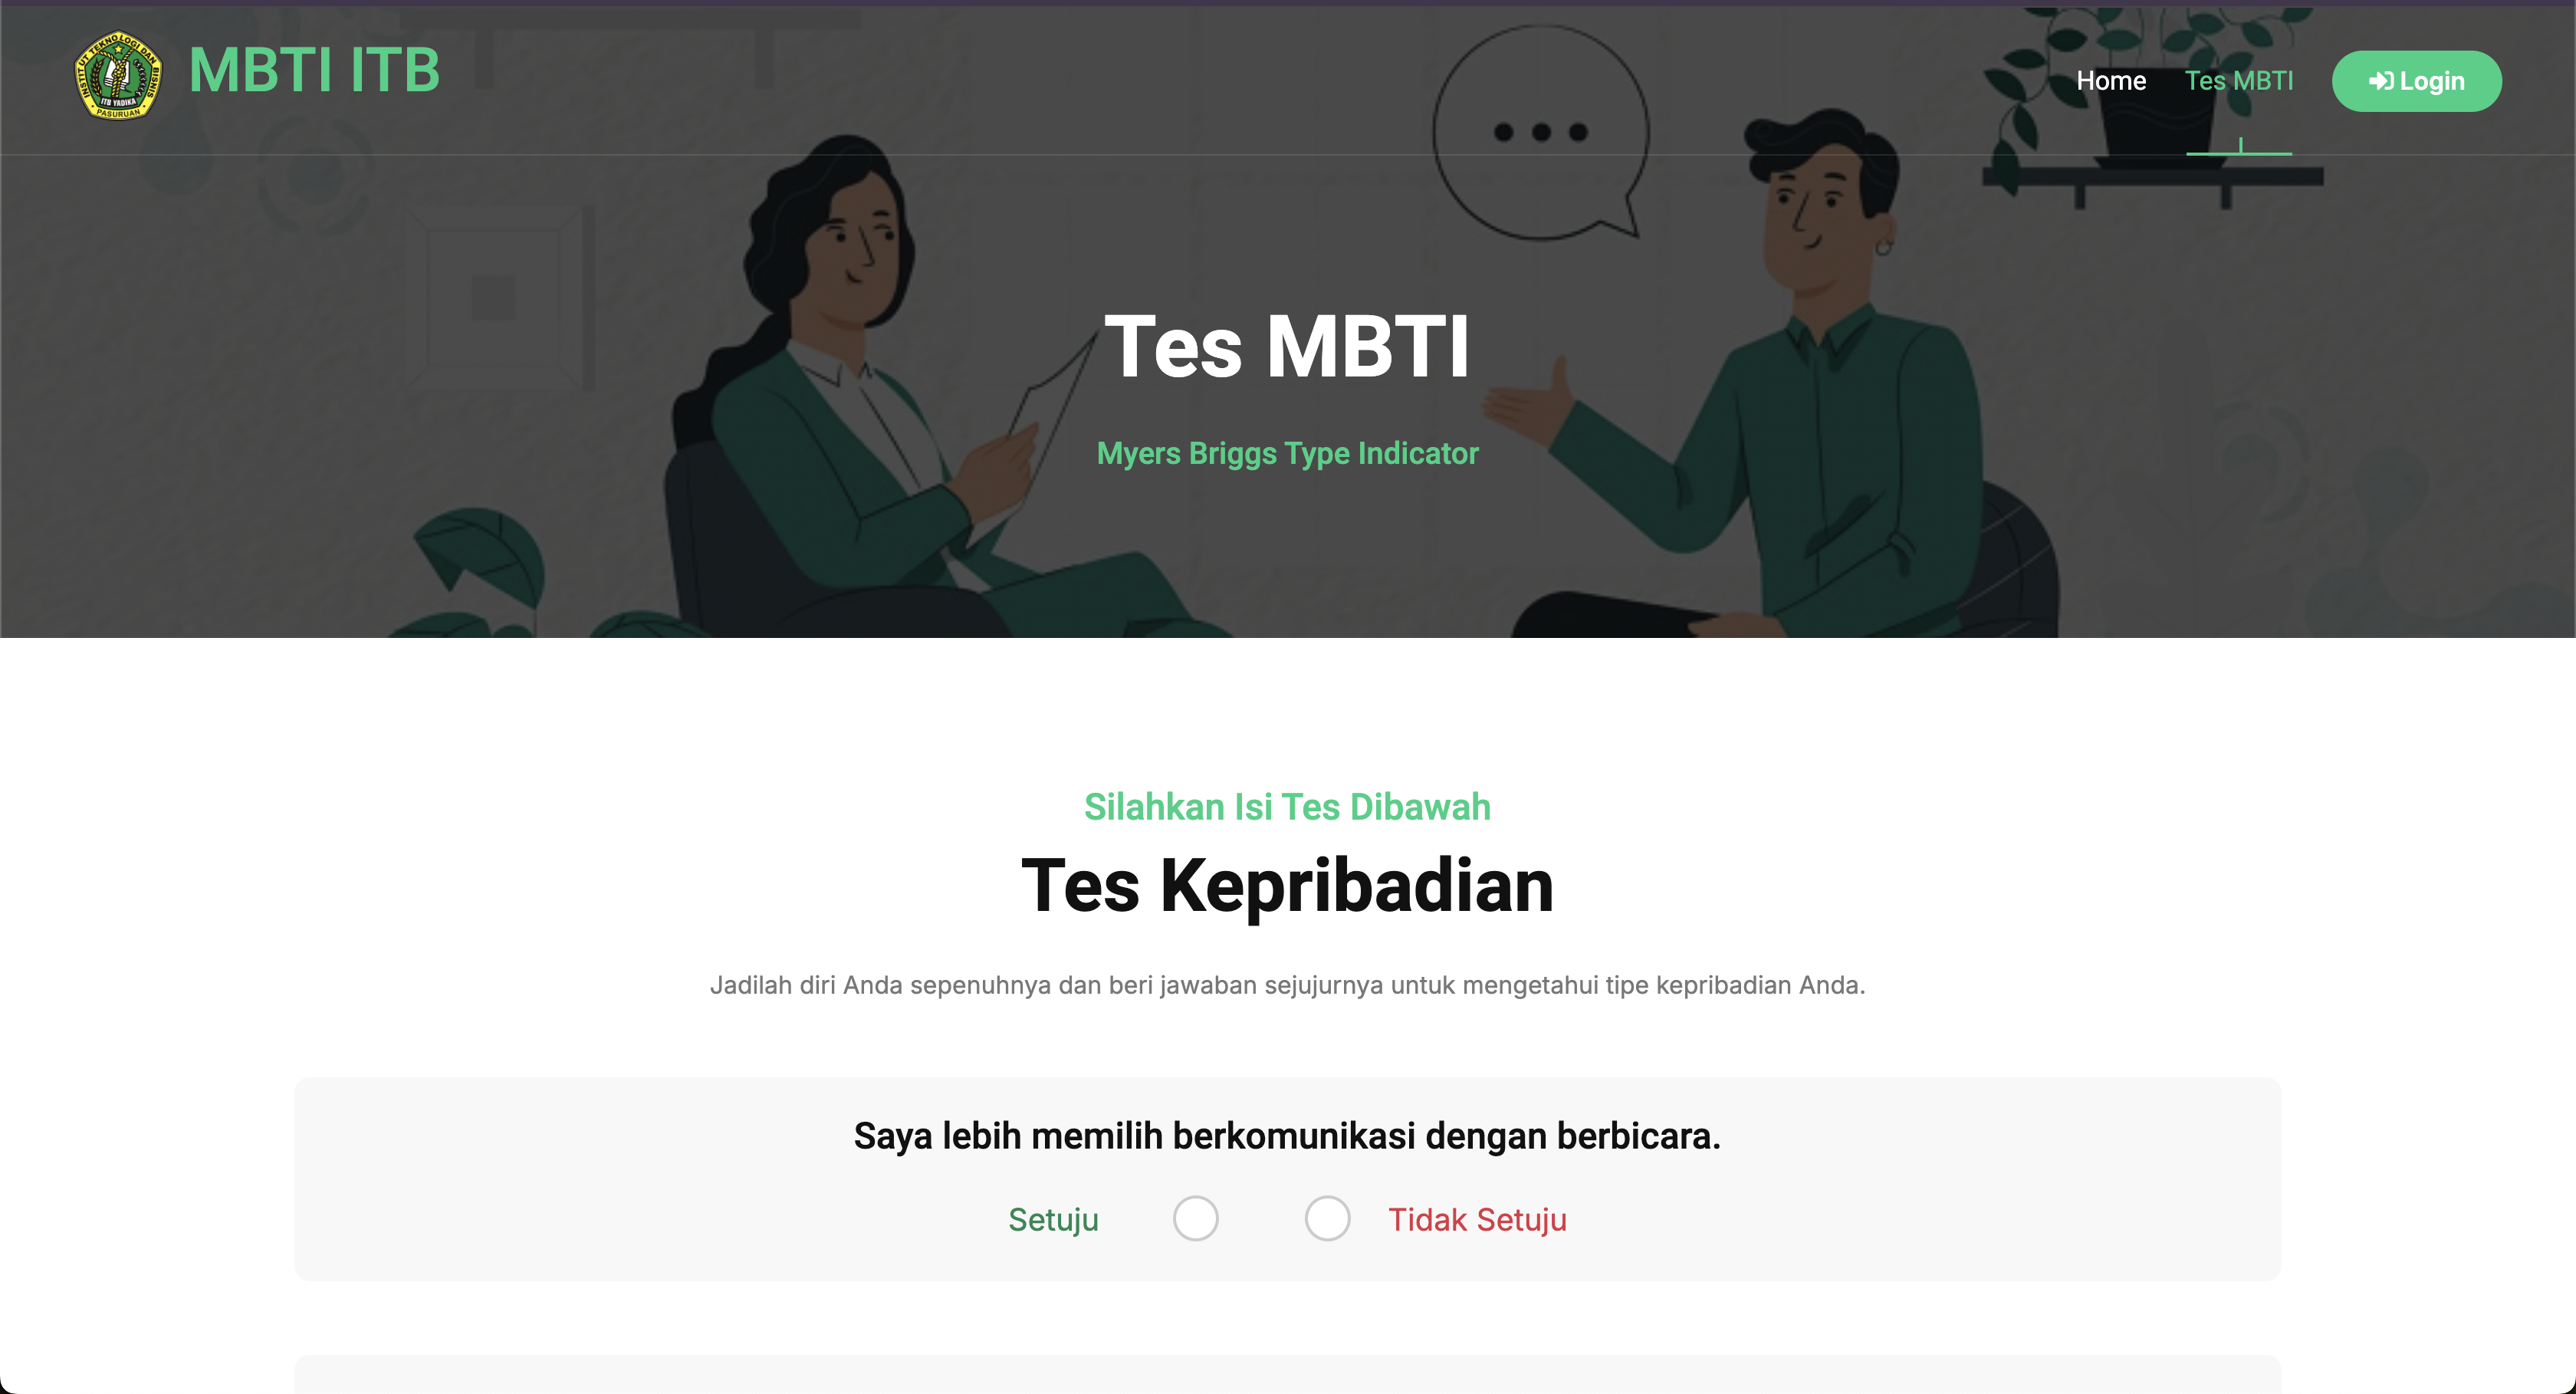 INSTITUT TEKNOLOGI DAN BISNIS
ITB YADIKA
PASURUAN
MBTI ITB
Home
Tes MBTI
Login
Tes MBTI
Myers Briggs Type Indicator
Silahkan Isi Tes Dibawah
Tes Kepribadian
Jadilah diri Anda sepenuhnya dan beri jawaban sejujurnya untuk mengetahui tipe kepribadian Anda.
Saya lebih memilih berkomunikasi dengan berbicara.
Setuju
Tidak Setuju